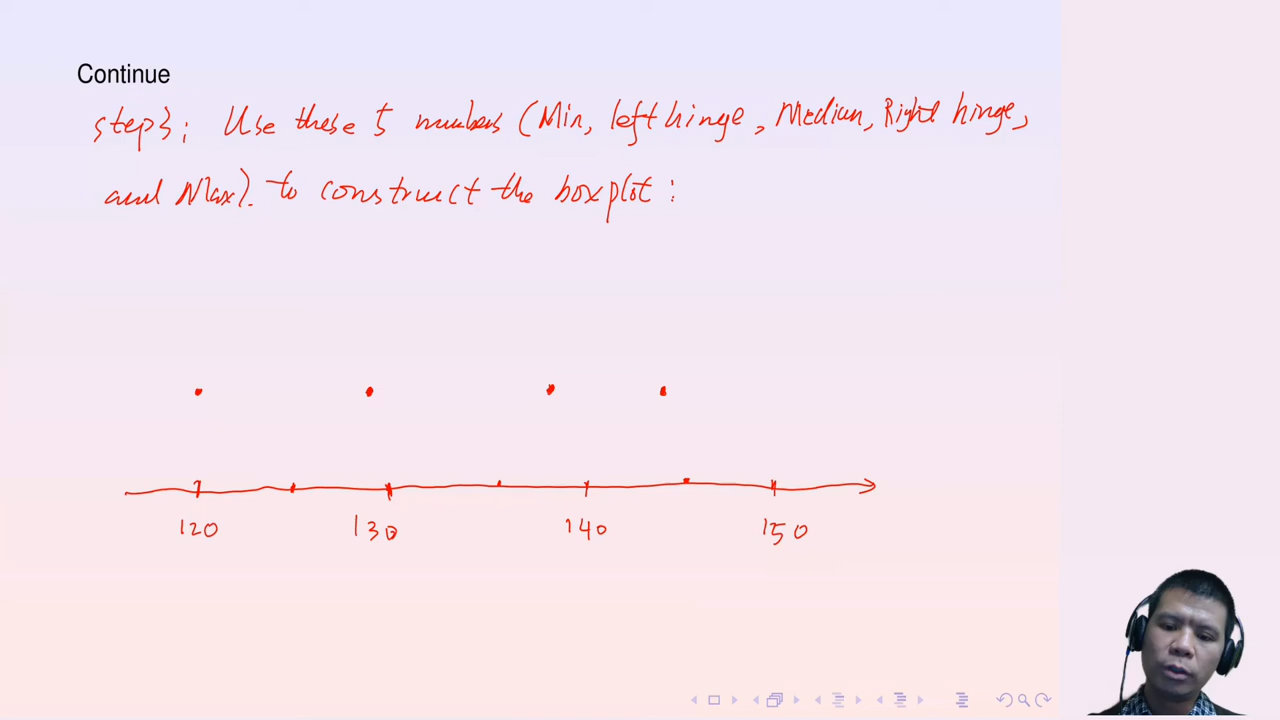 Continue
step3: Use these 5 numbers (Min, left hinge, Median, Right hinge,
and Max). to construct the boxplot:
120 130 140 150